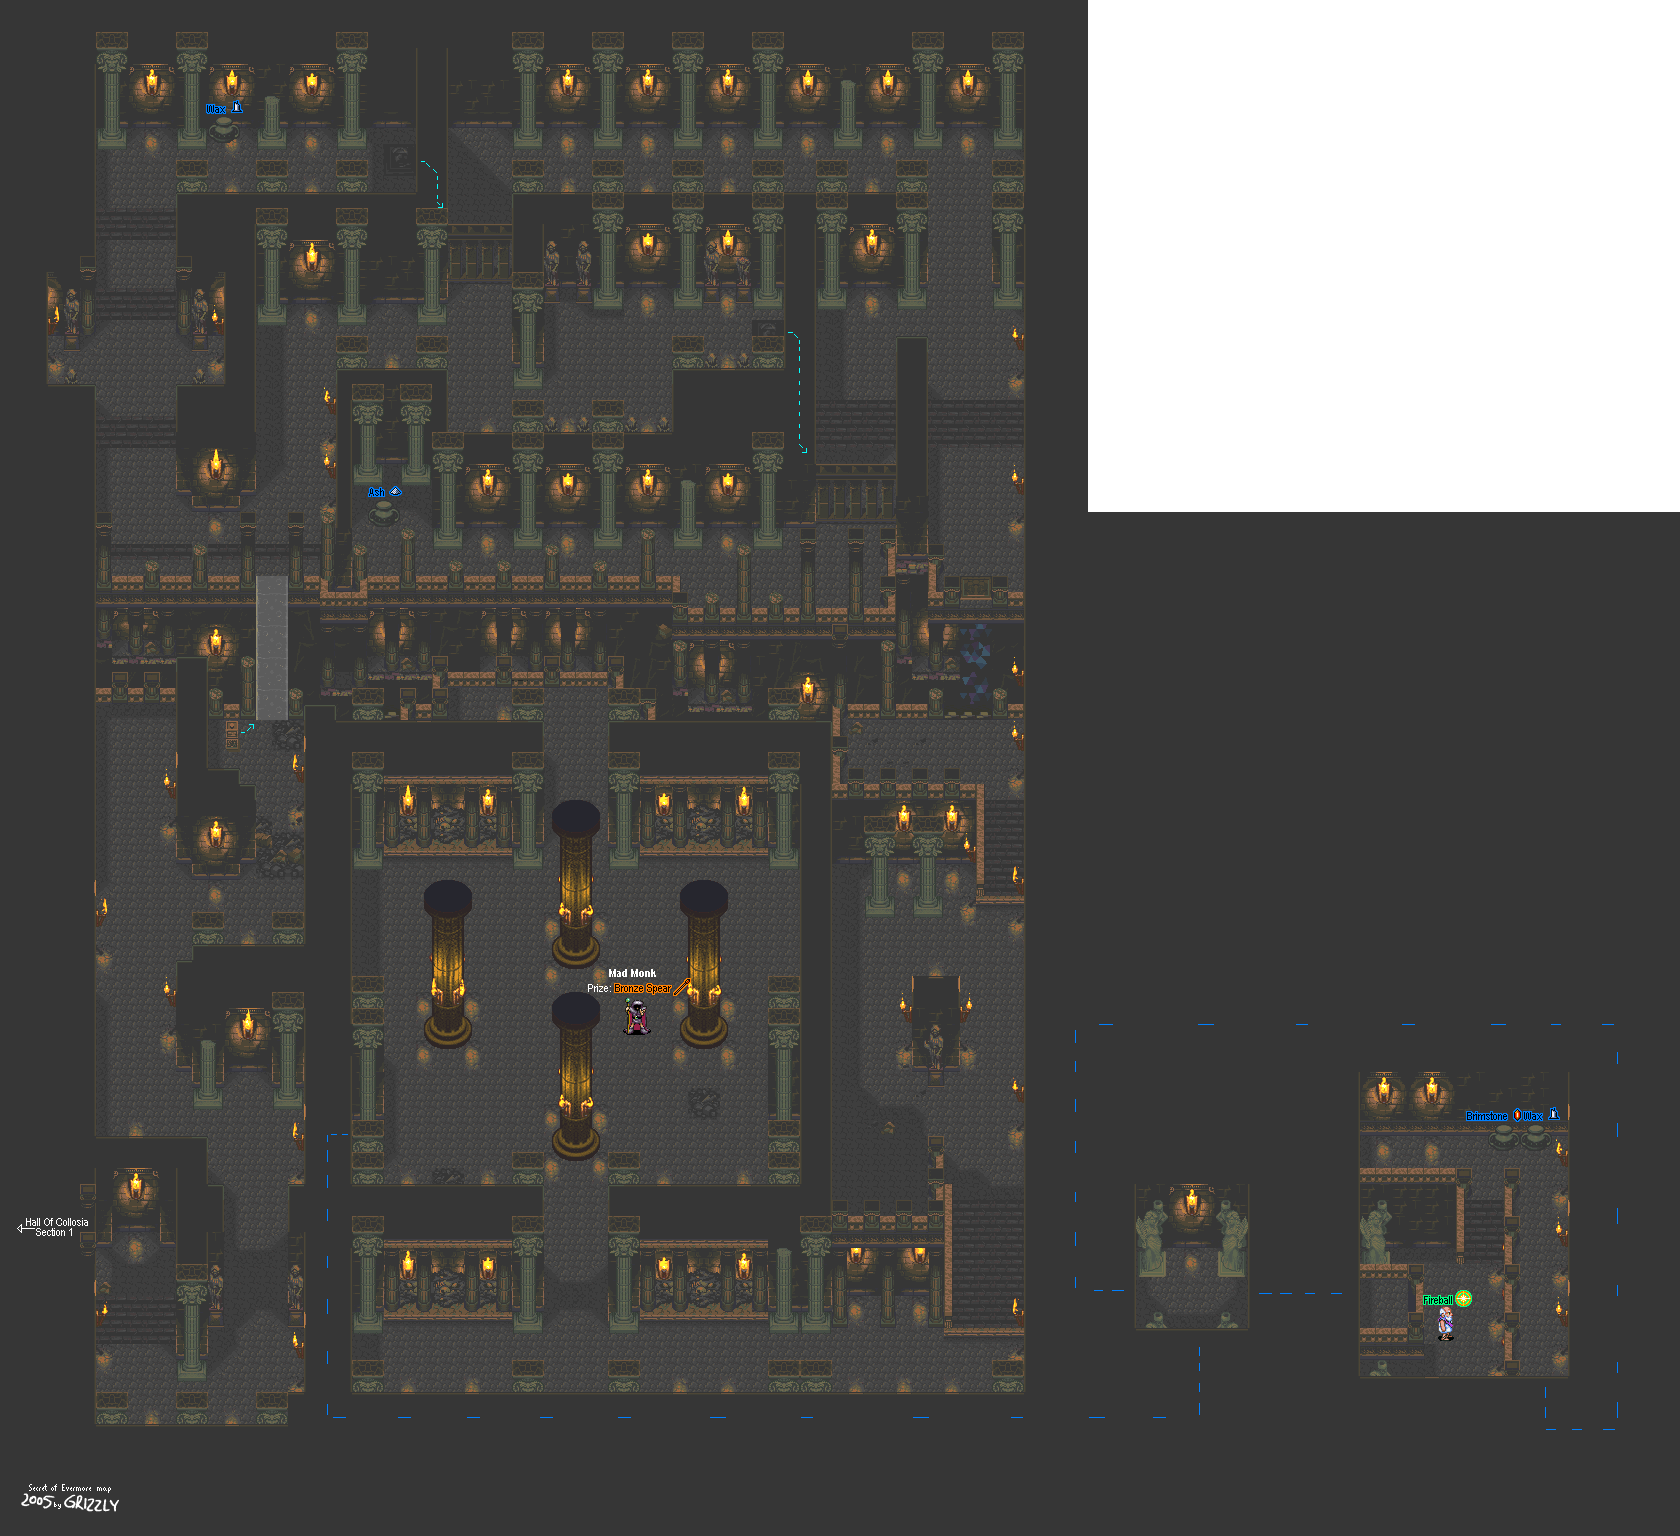 Wax
Ash
Mad Monk
Prize: Bronze Spear
Brimstone Wax
Hall Of Collosia
Section 1
Fireball
Secret of Evermore map
2005 by GRIZZLY